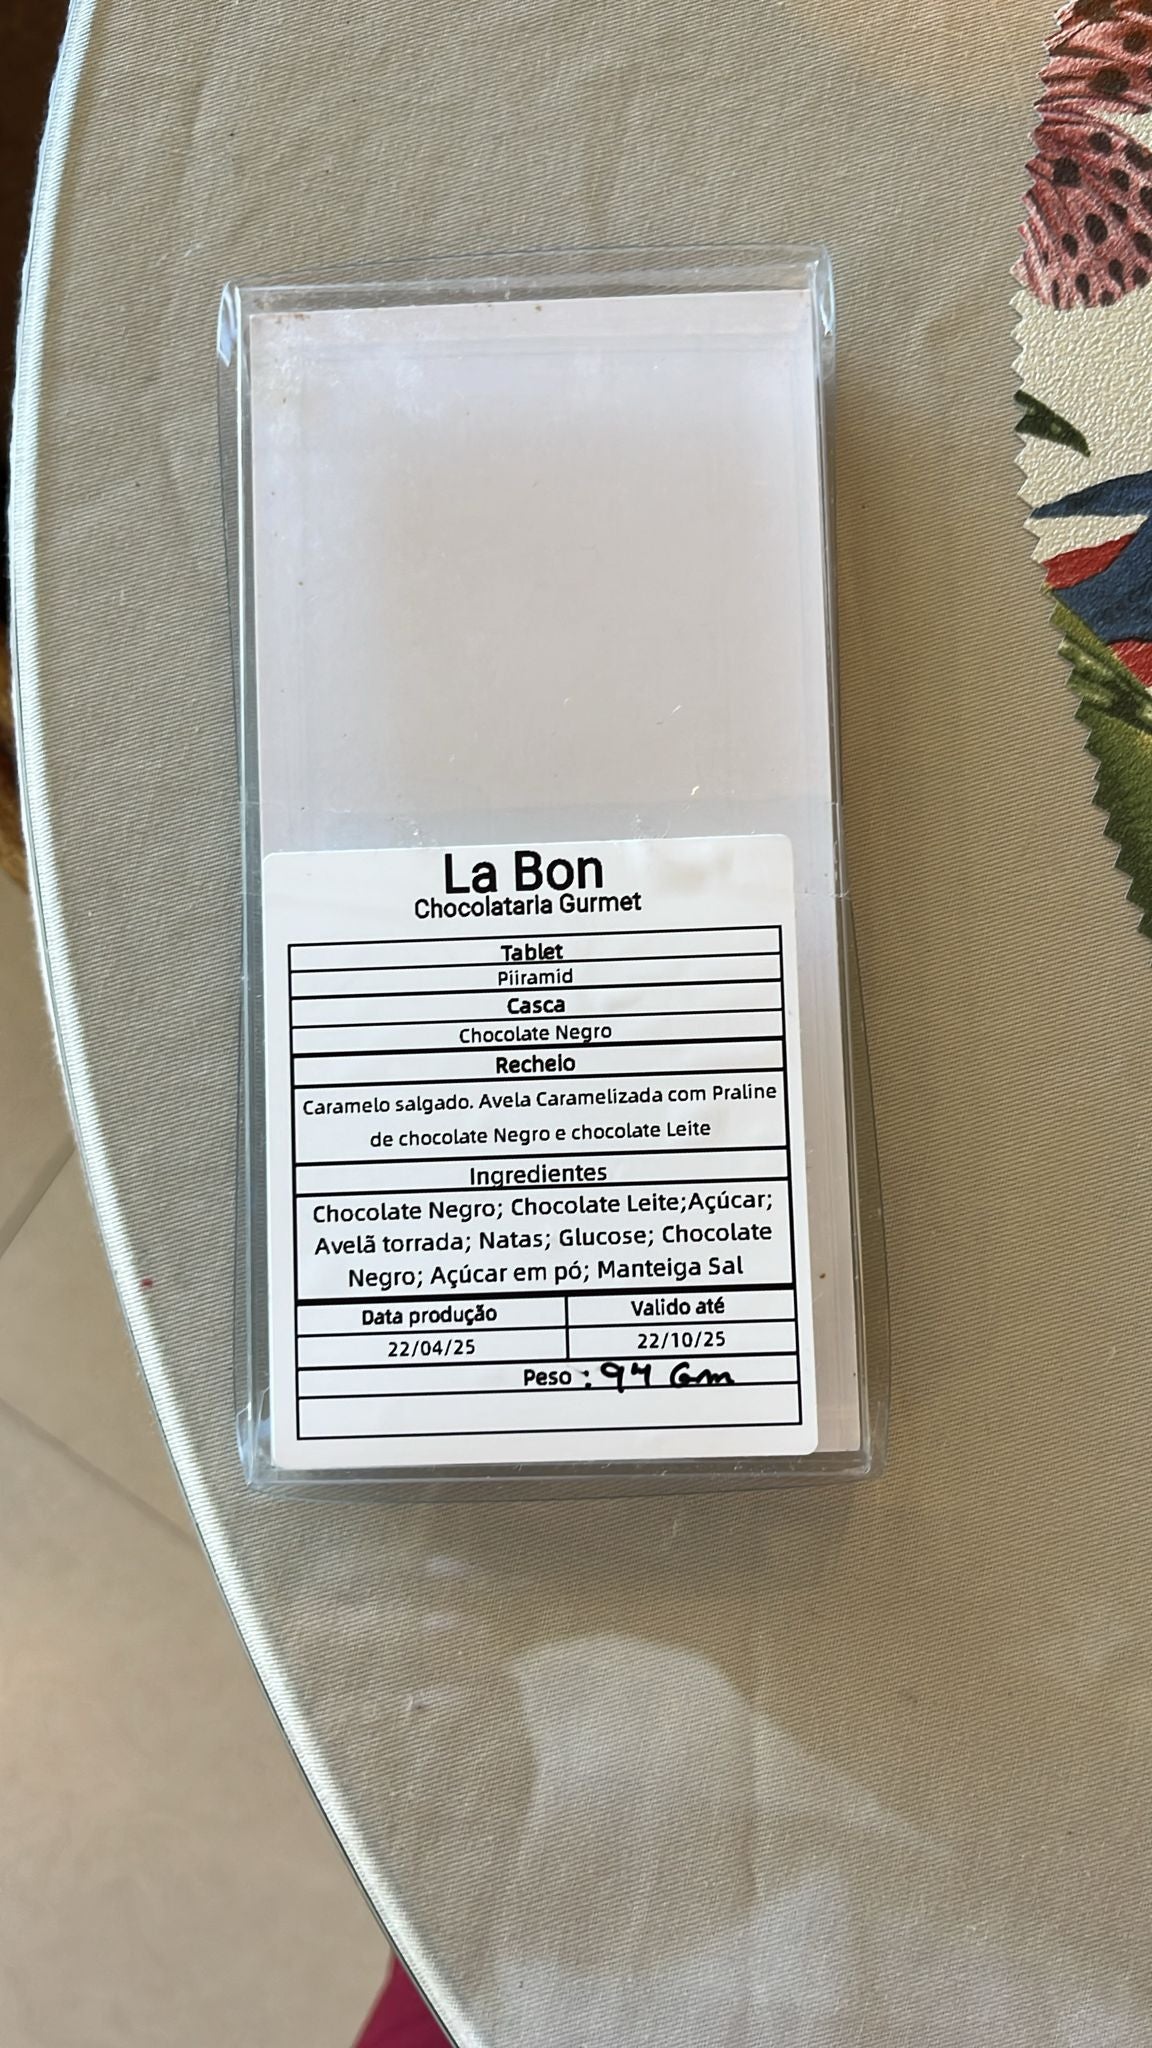 La Bon
Chocolataria Gurmet
Tablet
Piiramid
Casca
Chocolate Negro
Recheio
Caramelo salgado. Avela Caramelizada com Praline
de chocolate Negro e chocolate Leite
Ingredientes
Chocolate Negro; Chocolate Leite;Açúcar;
Avelã torrada; Natas; Glucose; Chocolate
Negro; Açúcar em pó; Manteiga Sal
Data produção Valido até
22/04/25 22/10/25
Peso : 94 Gm